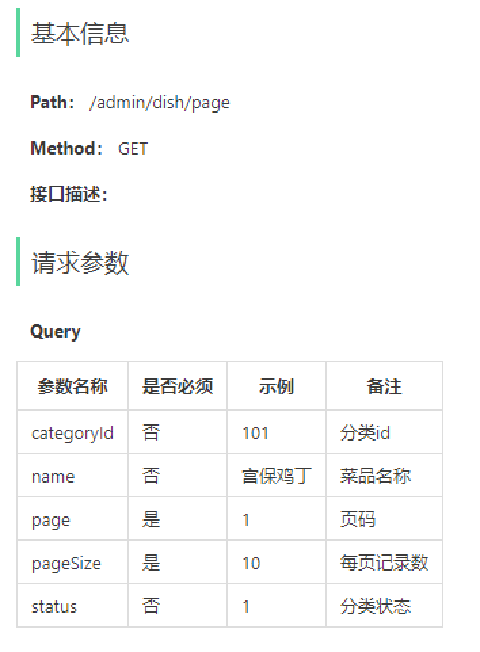 基本信息
Path： /admin/dish/page
Method： GET
接口描述：
请求参数
Query
参数名称 是否必须 示例 备注
categoryId 否 101 分类id
name 否 宫保鸡丁 菜品名称
page 是 1 页码
pageSize 是 10 每页记录数
status 否 1 分类状态